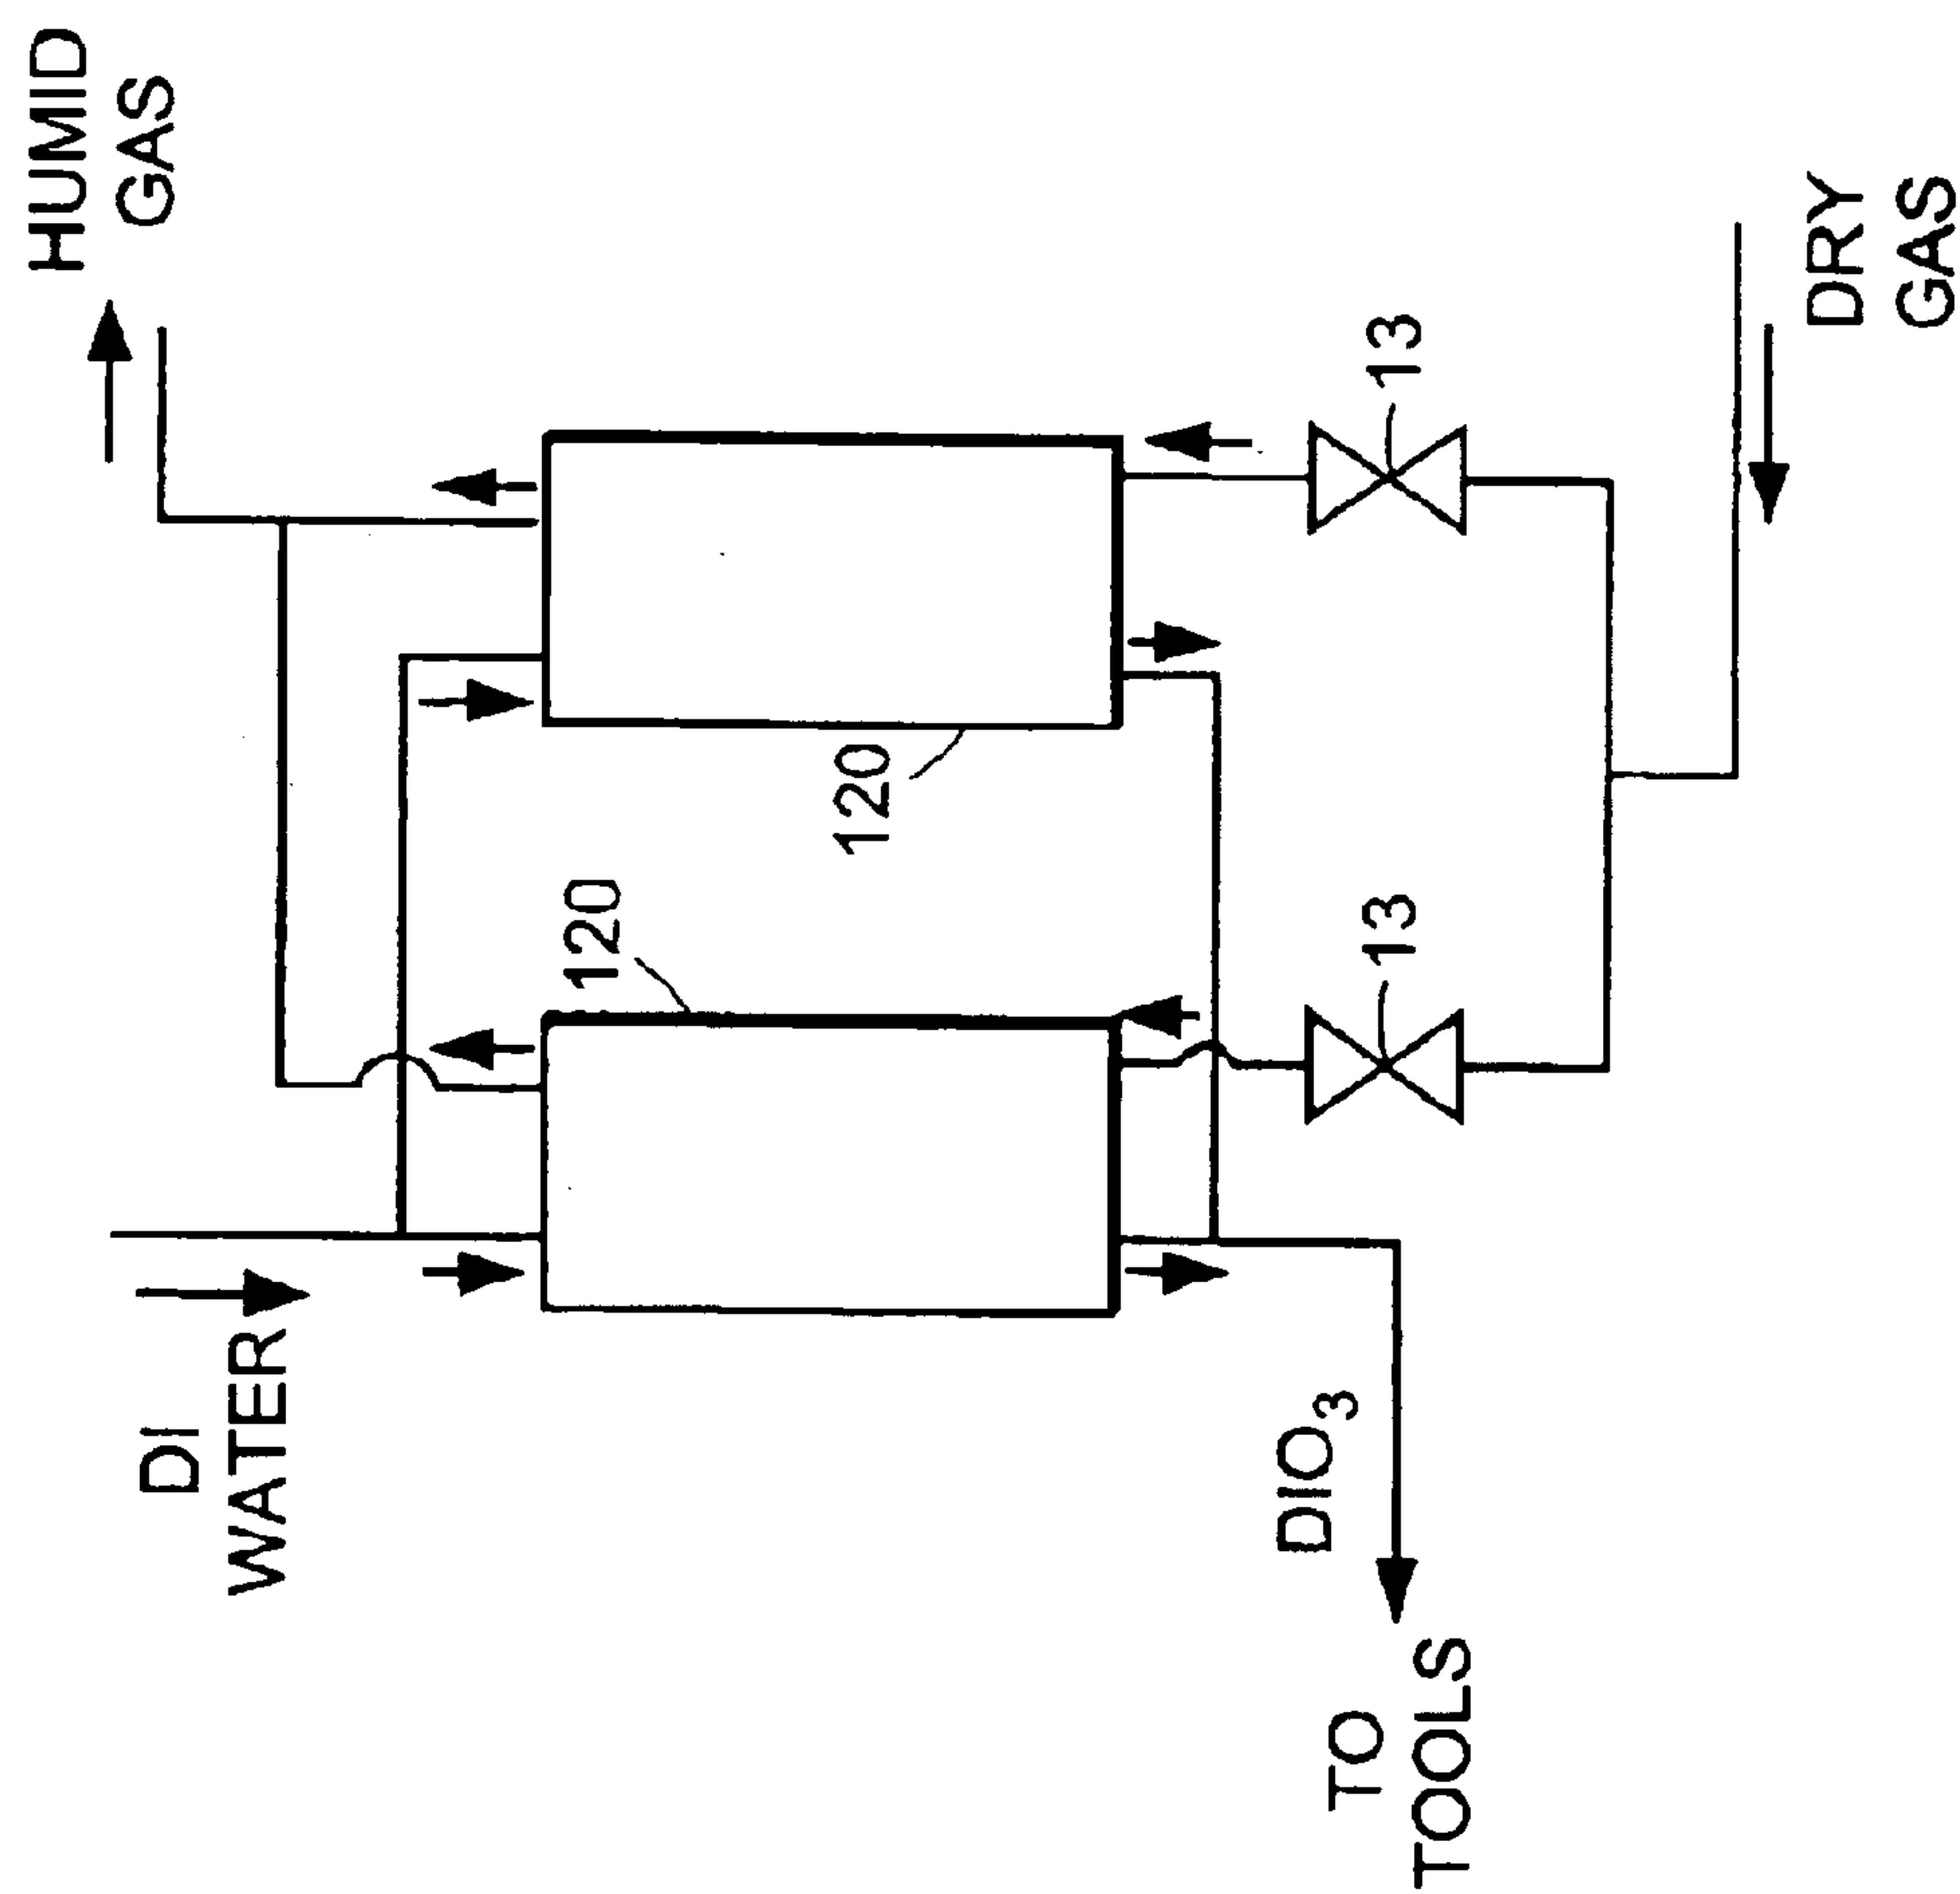 HUMID
GAS
DI
WATER
120
120
13
13
DRY
GAS
DIO₃
TO
TOOLS